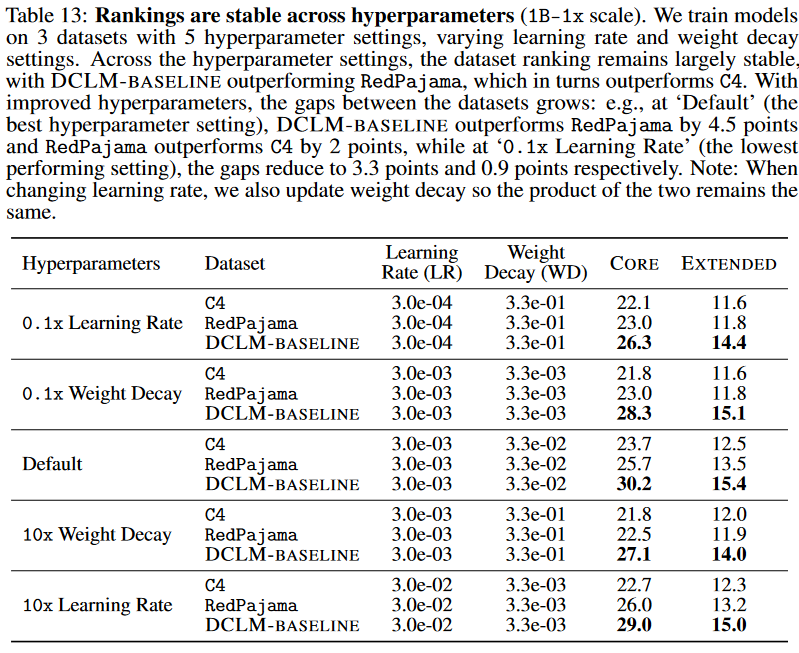 Table 13: Rankings are stable across hyperparameters (1B-1x scale). We train models
on 3 datasets with 5 hyperparameter settings, varying learning rate and weight decay
settings. Across the hyperparameter settings, the dataset ranking remains largely stable,
with DCLM-BASELINE outperforming RedPajama, which in turns outperforms C4. With
improved hyperparameters, the gaps between the datasets grows: e.g., at ‘Default’ (the
best hyperparameter setting), DCLM-BASELINE outperforms RedPajama by 4.5 points
and RedPajama outperforms C4 by 2 points, while at ‘0.1x Learning Rate’ (the lowest
performing setting), the gaps reduce to 3.3 points and 0.9 points respectively. Note: When
changing learning rate, we also update weight decay so the product of the two remains the
same.
Hyperparameters Dataset Learning Rate (LR) Weight Decay (WD) CORE EXTENDED
C4 3.0e-04 3.3e-01 22.1 11.6
0.1x Learning Rate RedPajama 3.0e-04 3.3e-01 23.0 11.8
DCLM-BASELINE 3.0e-04 3.3e-01 26.3 14.4
C4 3.0e-03 3.3e-03 21.8 11.6
0.1x Weight Decay RedPajama 3.0e-03 3.3e-03 23.0 11.8
DCLM-BASELINE 3.0e-03 3.3e-03 28.3 15.1
C4 3.0e-03 3.3e-02 23.7 12.5
Default RedPajama 3.0e-03 3.3e-02 25.7 13.5
DCLM-BASELINE 3.0e-03 3.3e-02 30.2 15.4
C4 3.0e-03 3.3e-01 21.8 12.0
10x Weight Decay RedPajama 3.0e-03 3.3e-01 22.5 11.9
DCLM-BASELINE 3.0e-03 3.3e-01 27.1 14.0
C4 3.0e-02 3.3e-03 22.7 12.3
10x Learning Rate RedPajama 3.0e-02 3.3e-03 26.0 13.2
DCLM-BASELINE 3.0e-02 3.3e-03 29.0 15.0